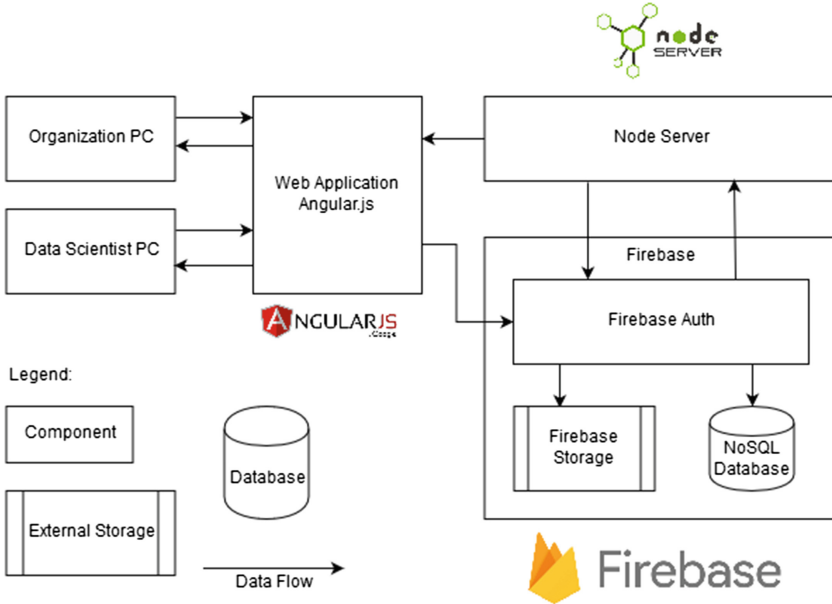 node
SERVER
Organization PC
Web Application
Angular.js
Node Server
Data Scientist PC
Firebase
Firebase Auth
ANGULARJS
Legend:
Component
Database
Firebase
Storage
NoSQL
Database
External Storage
Data Flow
Firebase